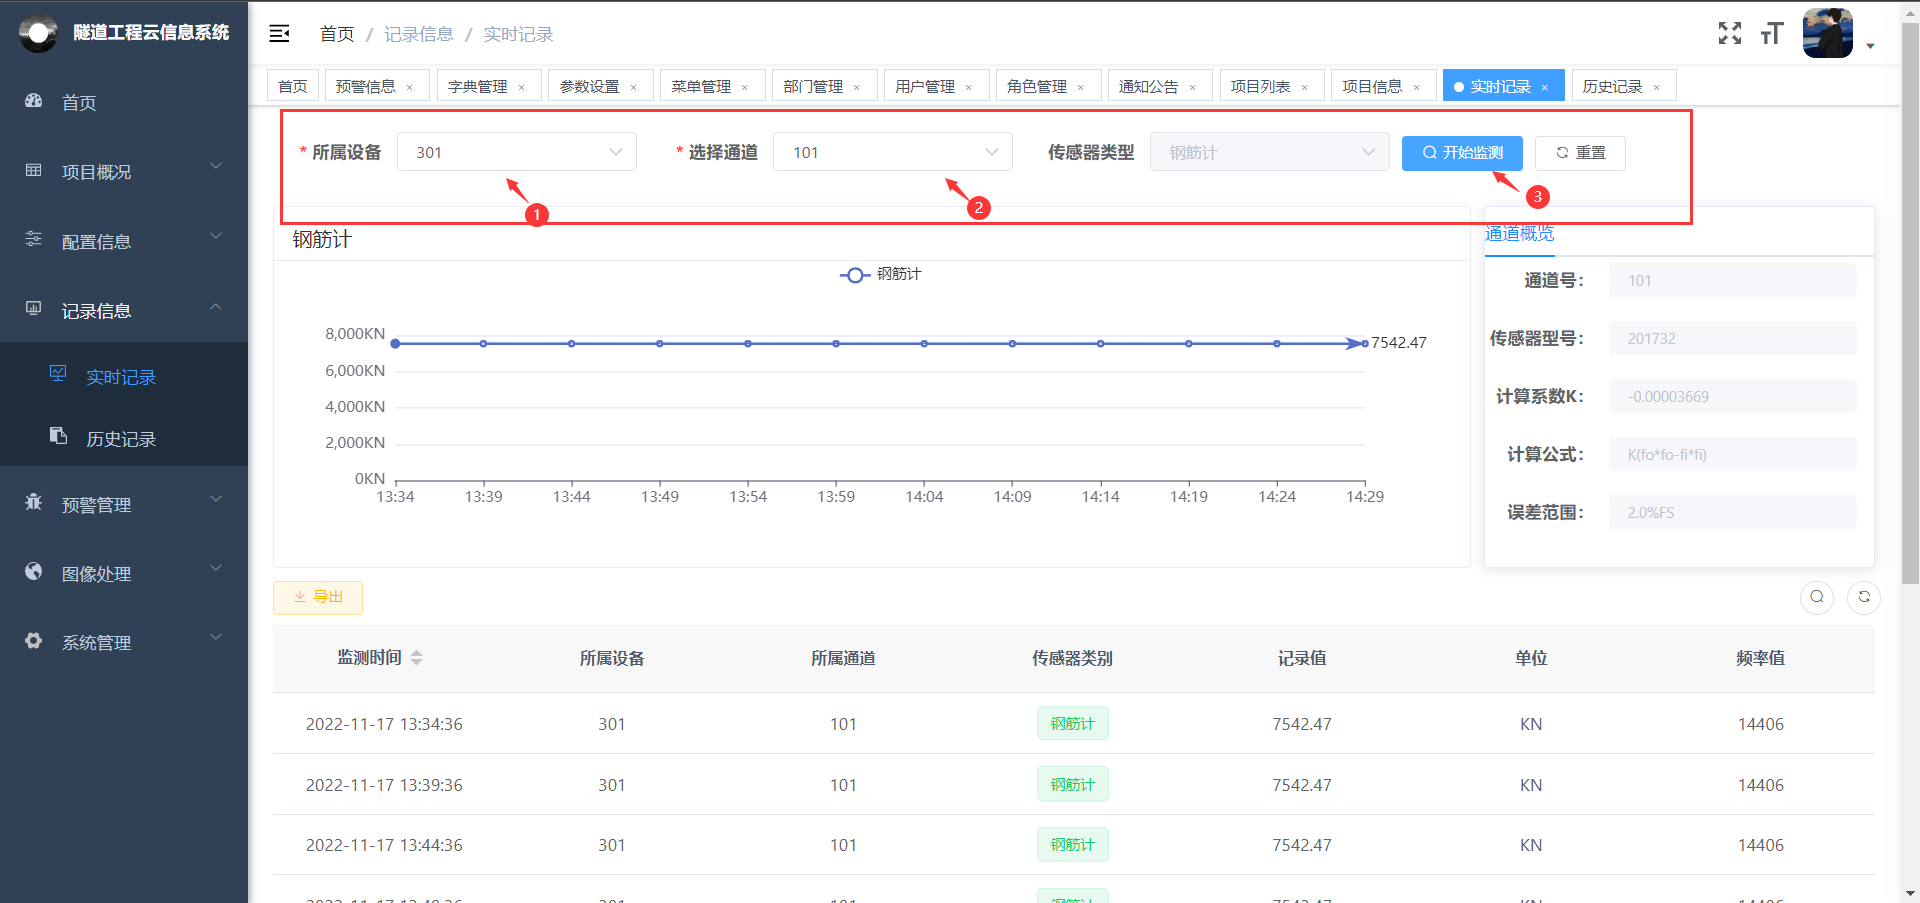 隧道工程云信息系统
首页 / 记录信息 / 实时记录
首页 预警信息 × 字典管理 × 参数设置 × 菜单管理 × 部门管理 × 用户管理 × 角色管理 × 通知公告 × 项目列表 × 项目信息 × 实时记录 × 历史记录 ×
首页
项目概况
配置信息
记录信息
实时记录
历史记录
预警管理
图像处理
系统管理
* 所属设备 301 * 选择通道 101 传感器类型 钢筋计 开始监测 重置
1 2 3
钢筋计
钢筋计
8,000KN
6,000KN
4,000KN
2,000KN
0KN
7542.47
13:34 13:39 13:44 13:49 13:54 13:59 14:04 14:09 14:14 14:19 14:24 14:29
通道概览
通道号： 101
传感器型号： 201732
计算系数K： -0.00003669
计算公式： K(fo*fo-fi*fi)
误差范围： 2.0%FS
导出
监测时间 所属设备 所属通道 传感器类别 记录值 单位 频率值
2022-11-17 13:34:36 301 101 钢筋计 7542.47 KN 14406
2022-11-17 13:39:36 301 101 钢筋计 7542.47 KN 14406
2022-11-17 13:44:36 301 101 钢筋计 7542.47 KN 14406